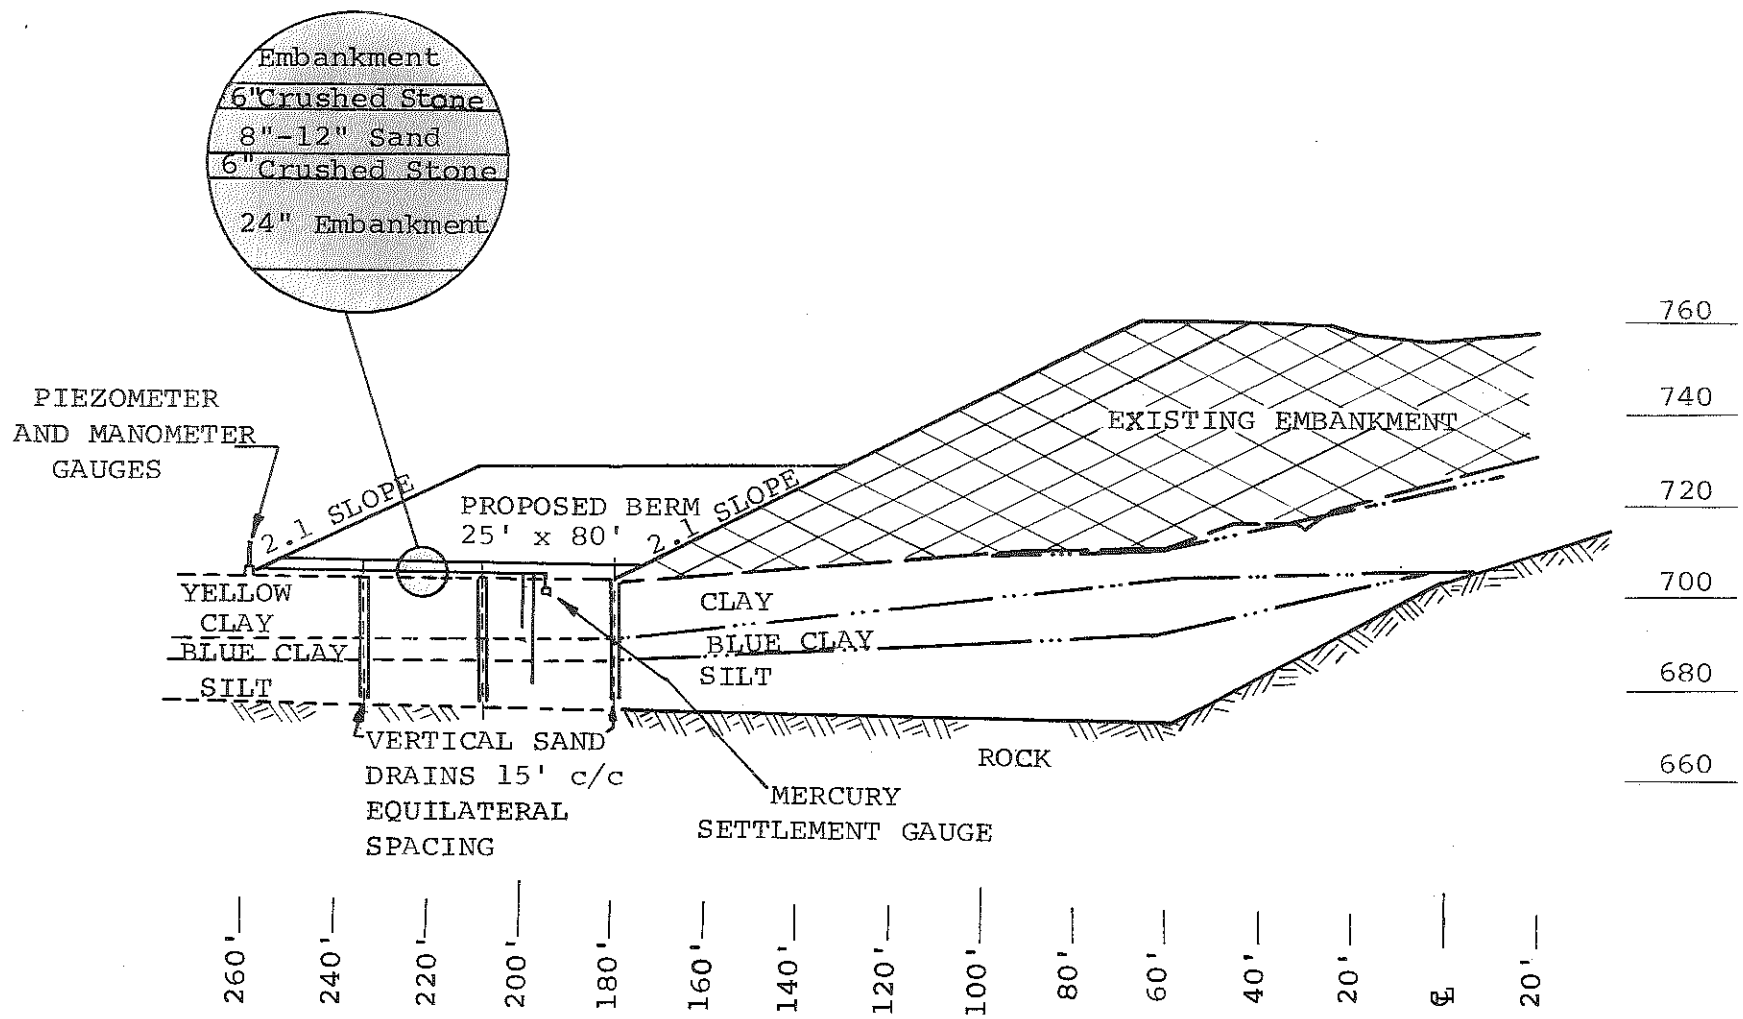 Embankment
6"Crushed Stone
8"-12" Sand
6"Crushed Stone
24" Embankment
760
PIEZOMETER
AND MANOMETER
GAUGES
740
EXISTING EMBANKMENT
2.1 SLOPE
PROPOSED BERM
25' x 80'
2.1 SLOPE
720
YELLOW
CLAY
BLUE CLAY
SILT
CLAY
BLUE CLAY
SILT
700
680
VERTICAL SAND
DRAINS 15' c/c
EQUILATERAL
SPACING
ROCK
660
MERCURY
SETTLEMENT GAUGE
260'
240'
220'
200'
180'
160'
140'
120'
100'
80'
60'
40'
20'
℄
20'